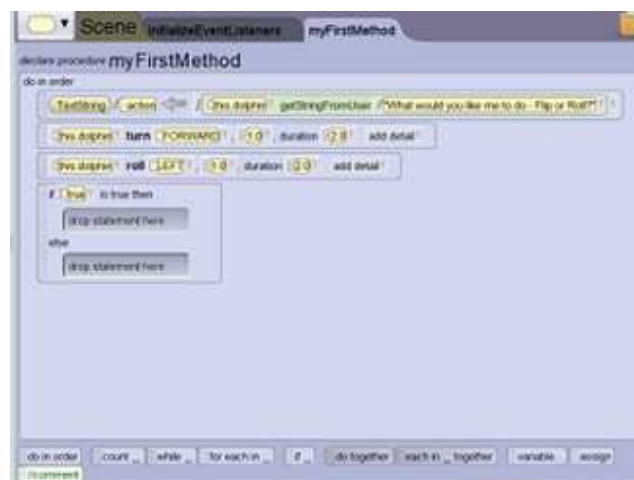 Scene initializeEventListeners myFirstMethod
declare procedure myFirstMethod
do in order
TextString action this.dolphin getStringFromUser "What would you like me to do - Flip or Roll?"
this.dolphin turn FORWARD , 1.0 , duration 2.0 add detail
this.dolphin roll LEFT , 1.0 , duration 2.0 add detail
if true is true then
drop statement here
else
drop statement here
do in order count _ while _ for each in _ if _ do together each in _ together variable assign
//comment